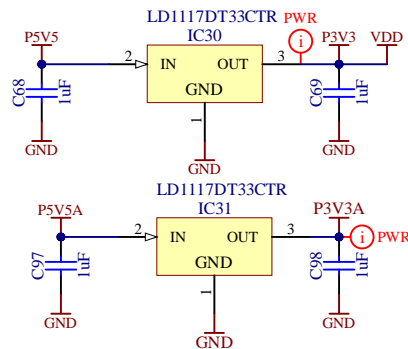 LD1117DT33CTR
IC30
PWR
P5V5
P3V3
VDD
2
IN
OUT
3
GND
1
C68
1uF
C69
1uF
GND
GND
GND
LD1117DT33CTR
IC31
P5V5A
P3V3A
2
IN
OUT
3
i
PWR
GND
1
C97
1uF
C98
1uF
GND
GND
GND